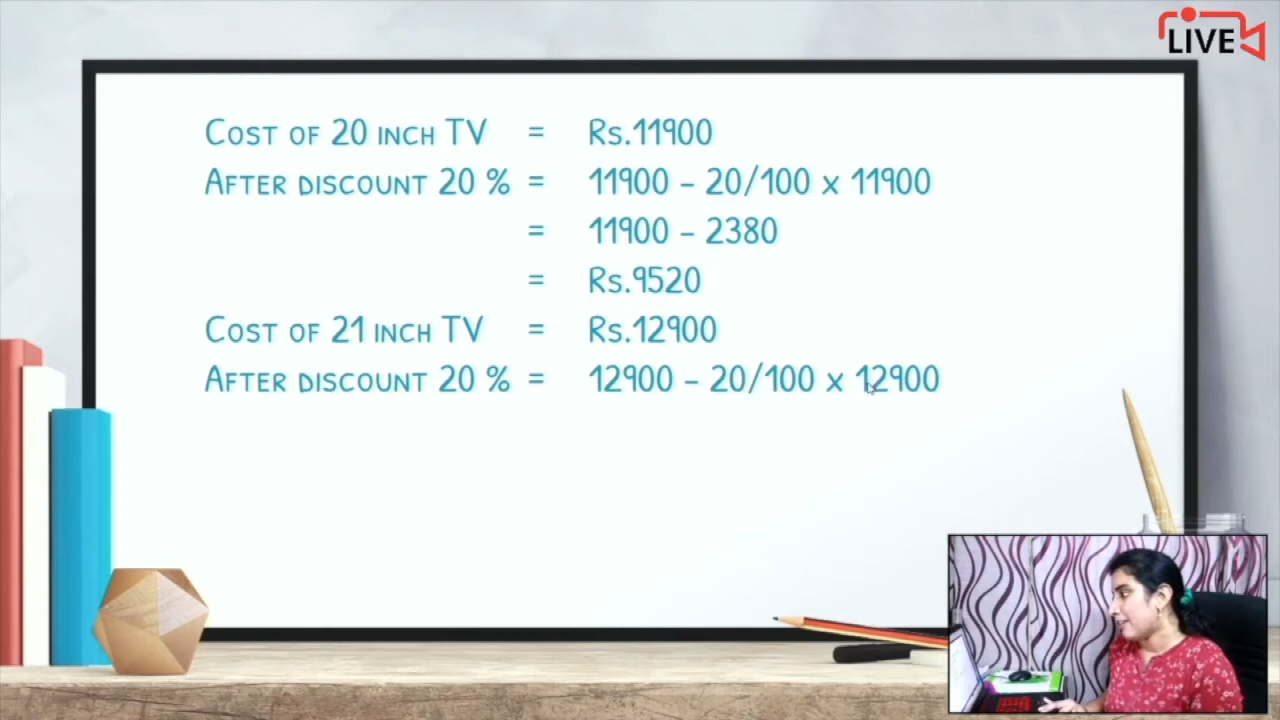 LIVE
COST OF 20 INCH TV = Rs.11900
AFTER DISCOUNT 20 % = 11900 – 20/100 x 11900
= 11900 – 2380
= Rs.9520
COST OF 21 INCH TV = Rs.12900
AFTER DISCOUNT 20 % = 12900 – 20/100 x 12900